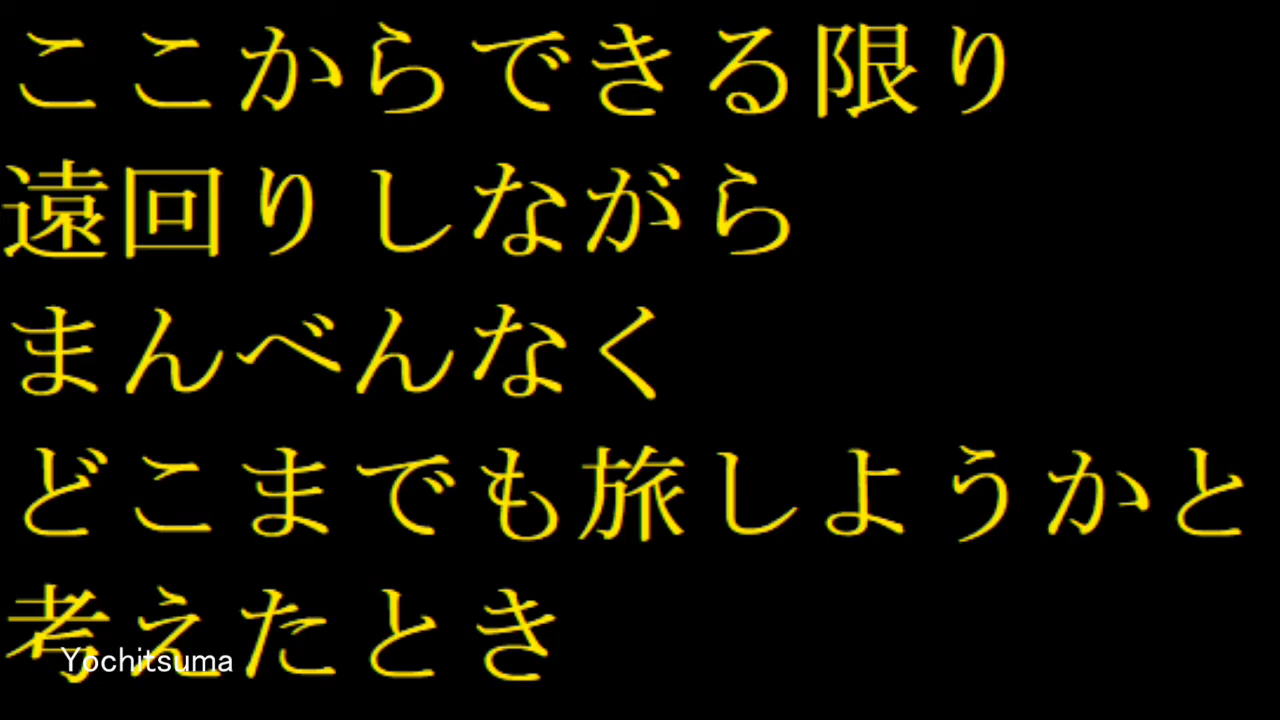 ここからできる限り
遠回りしながら
まんべんなく
どこまでも旅しようかと
考えたとき
Yochitsuma